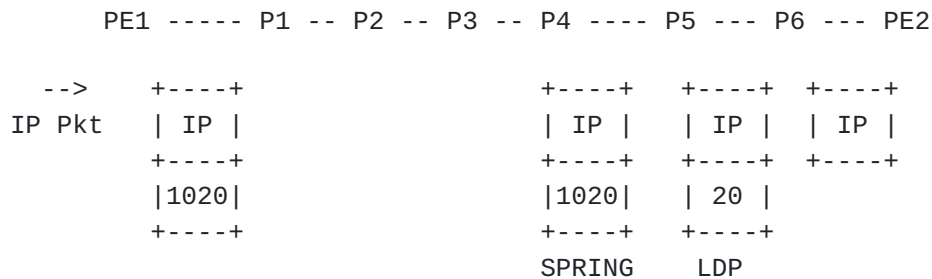 PE1 ----- P1 -- P2 -- P3 -- P4 ---- P5 --- P6 --- PE2
--> +----+ +----+ +----+ +----+
IP Pkt | IP | | IP | | IP | | IP |
+----+ +----+ +----+ +----+
|1020| |1020| | 20 |
+----+ +----+ +----+
SPRING LDP